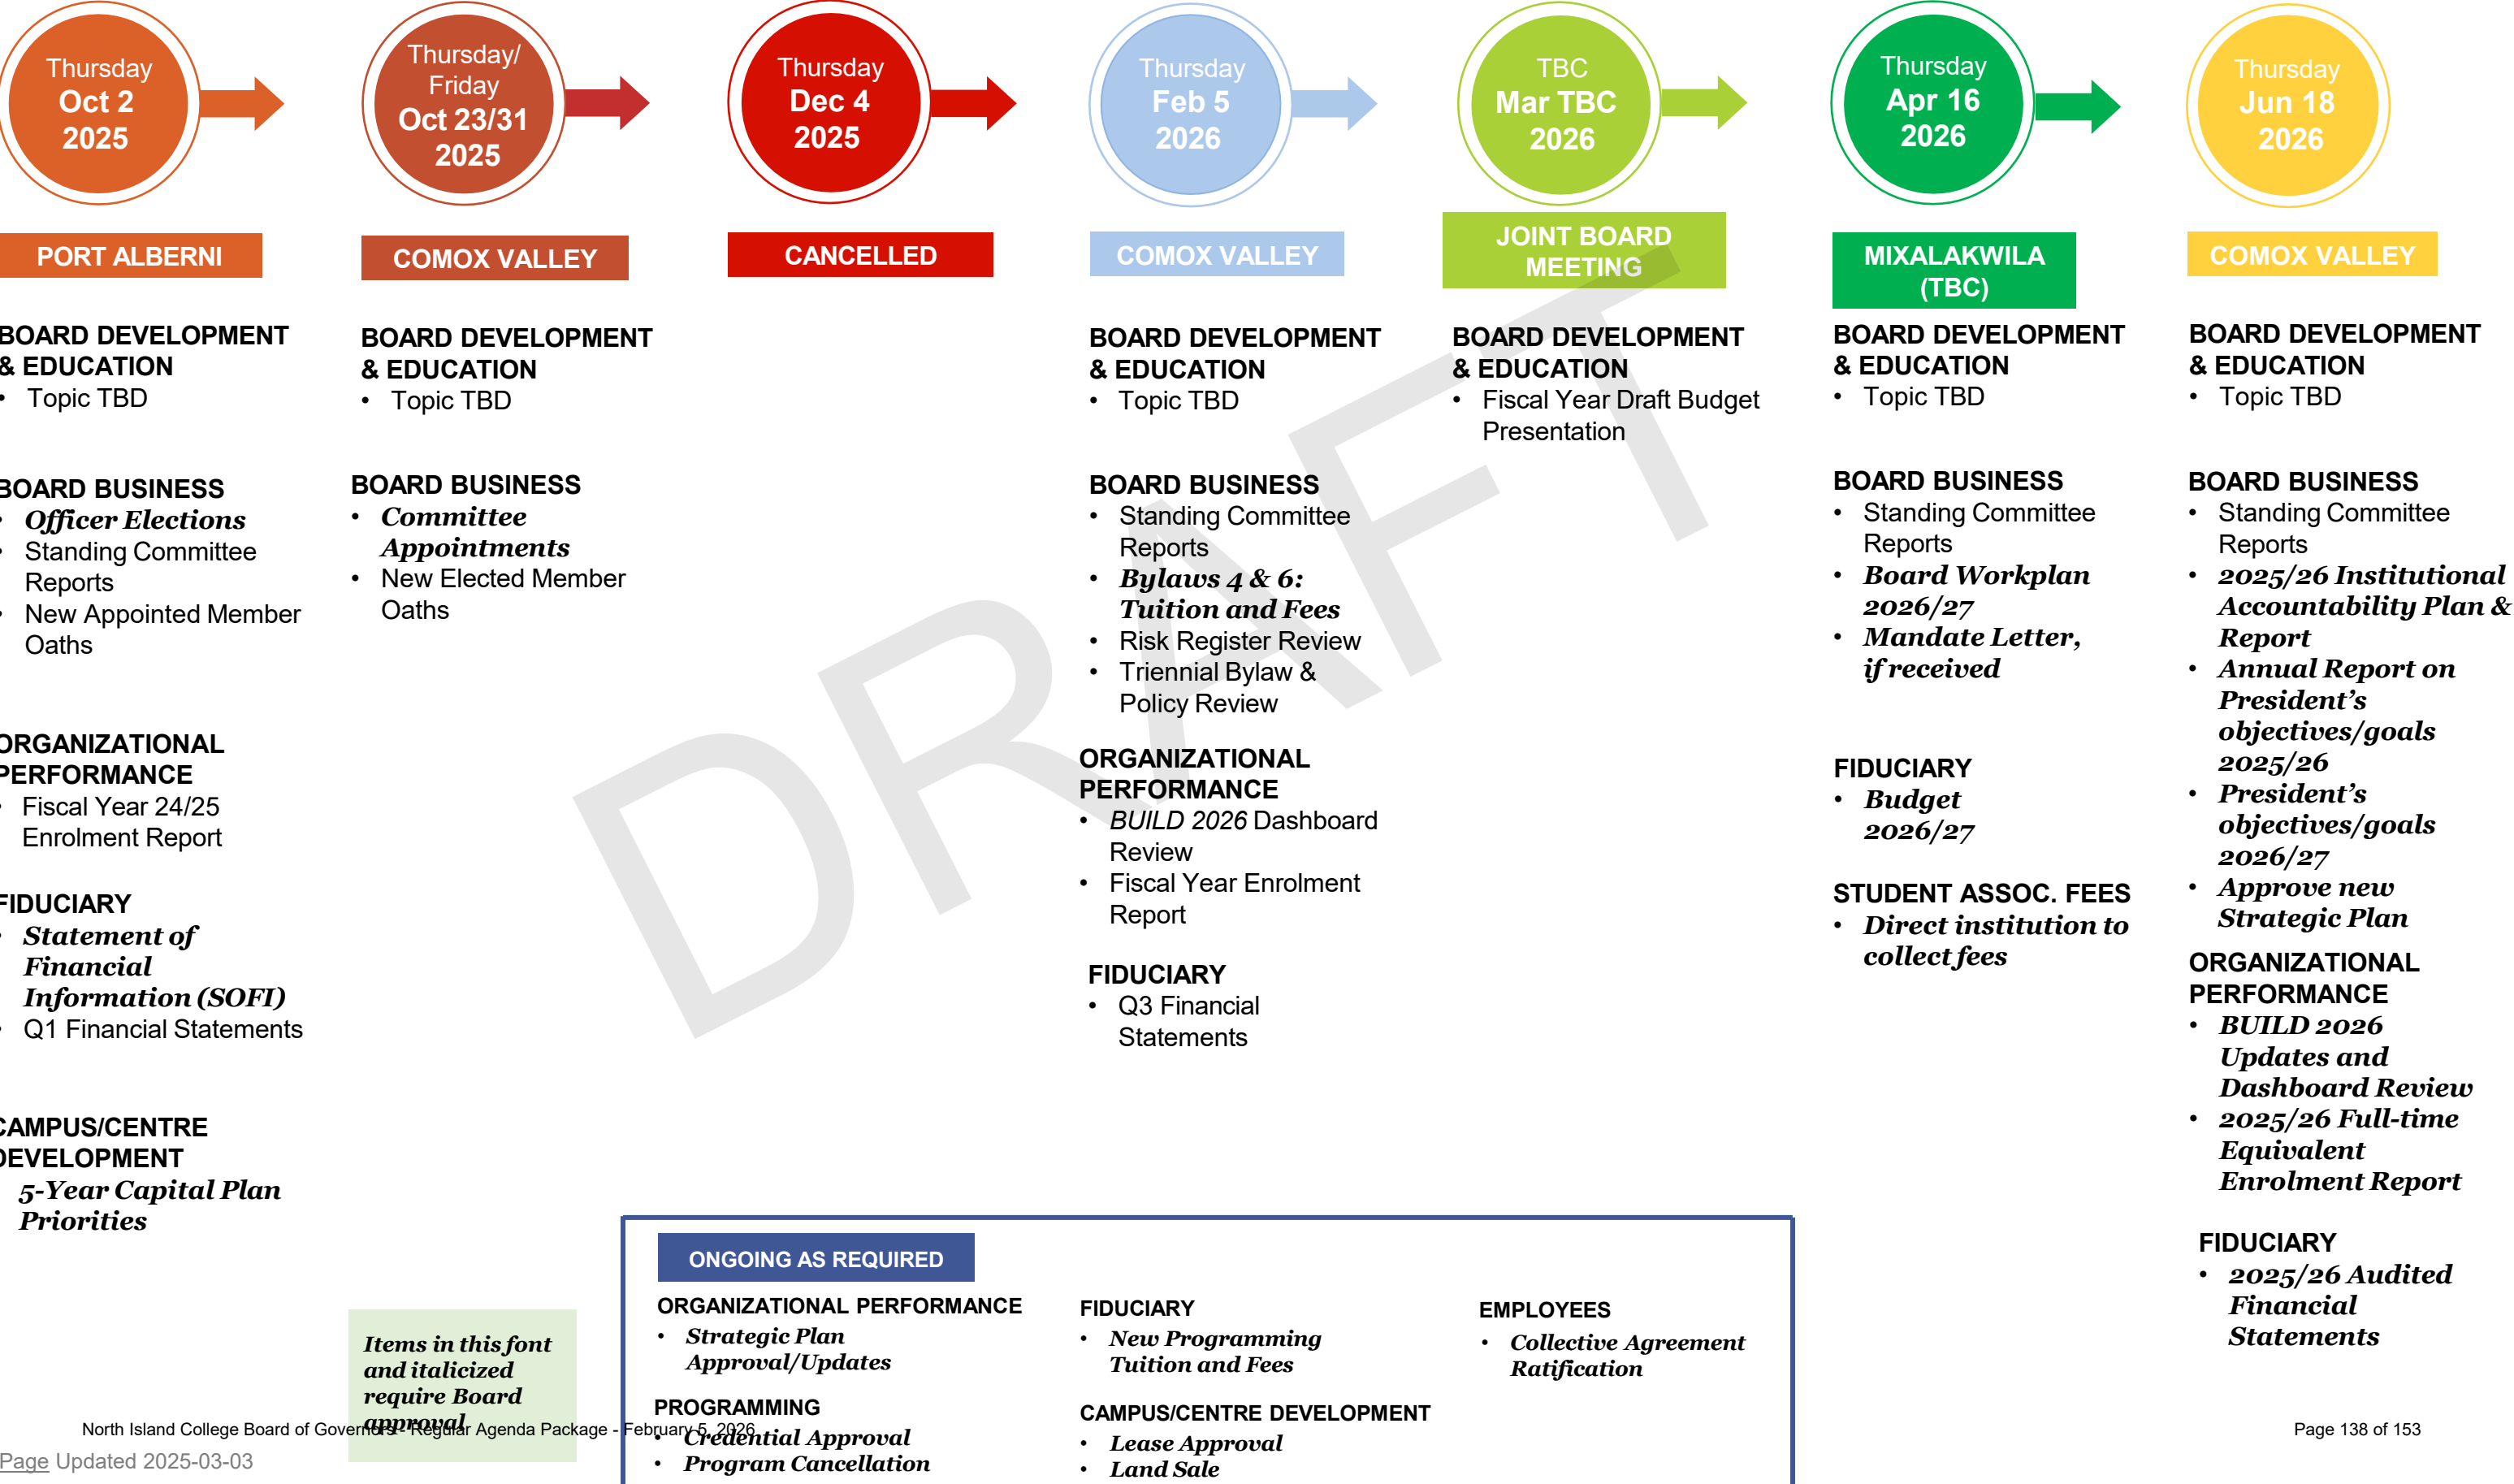 Thursday
Oct 2
2025
PORT ALBERNI
BOARD DEVELOPMENT
& EDUCATION
• Topic TBD
BOARD BUSINESS
• Officer Elections
• Standing Committee
Reports
• New Appointed Member
Oaths
ORGANIZATIONAL
PERFORMANCE
• Fiscal Year 24/25
Enrolment Report
FIDUCIARY
• Statement of
Financial
Information (SOFI)
• Q1 Financial Statements
CAMPUS/CENTRE
DEVELOPMENT
5-Year Capital Plan
Priorities
Thursday/
Friday
Oct 23/31
2025
COMOX VALLEY
BOARD DEVELOPMENT
& EDUCATION
• Topic TBD
BOARD BUSINESS
• Committee
Appointments
• New Elected Member
Oaths
Thursday
Dec 4
2025
CANCELLED
Thursday
Feb 5
2026
COMOX VALLEY
BOARD DEVELOPMENT
& EDUCATION
• Topic TBD
BOARD BUSINESS
• Standing Committee
Reports
• Bylaws 4 & 6:
Tuition and Fees
• Risk Register Review
• Triennial Bylaw &
Policy Review
ORGANIZATIONAL
PERFORMANCE
• BUILD 2026 Dashboard
Review
• Fiscal Year Enrolment
Report
FIDUCIARY
• Q3 Financial
Statements
TBC
Mar TBC
2026
JOINT BOARD
MEETING
BOARD DEVELOPMENT
& EDUCATION
• Fiscal Year Draft Budget
Presentation
Thursday
Apr 16
2026
MIXALAKWILA
(TBC)
BOARD DEVELOPMENT
& EDUCATION
• Topic TBD
BOARD BUSINESS
• Standing Committee
Reports
• Board Workplan
2026/27
• Mandate Letter,
if received
FIDUCIARY
• Budget
2026/27
STUDENT ASSOC. FEES
• Direct institution to
collect fees
Thursday
Jun 18
2026
COMOX VALLEY
BOARD DEVELOPMENT
& EDUCATION
• Topic TBD
BOARD BUSINESS
• Standing Committee
Reports
• 2025/26 Institutional
Accountability Plan &
Report
• Annual Report on
President's
objectives/goals
2025/26
• President's
objectives/goals
2026/27
• Approve new
Strategic Plan
ORGANIZATIONAL
PERFORMANCE
• BUILD 2026
Updates and
Dashboard Review
• 2025/26 Full-time
Equivalent
Enrolment Report
FIDUCIARY
• 2025/26 Audited
Financial
Statements
DRAFT
Items in this font
and italicized
require Board
approval
ONGOING AS REQUIRED
ORGANIZATIONAL PERFORMANCE
• Strategic Plan
Approval/Updates
PROGRAMMING
• Credential Approval
• Program Cancellation
FIDUCIARY
• New Programming
Tuition and Fees
CAMPUS/CENTRE DEVELOPMENT
• Lease Approval
• Land Sale
EMPLOYEES
• Collective Agreement
Ratification
North Island College Board of Governors - Regular Agenda Package - February 5, 2026
Page 138 of 153
Page Updated 2025-03-03